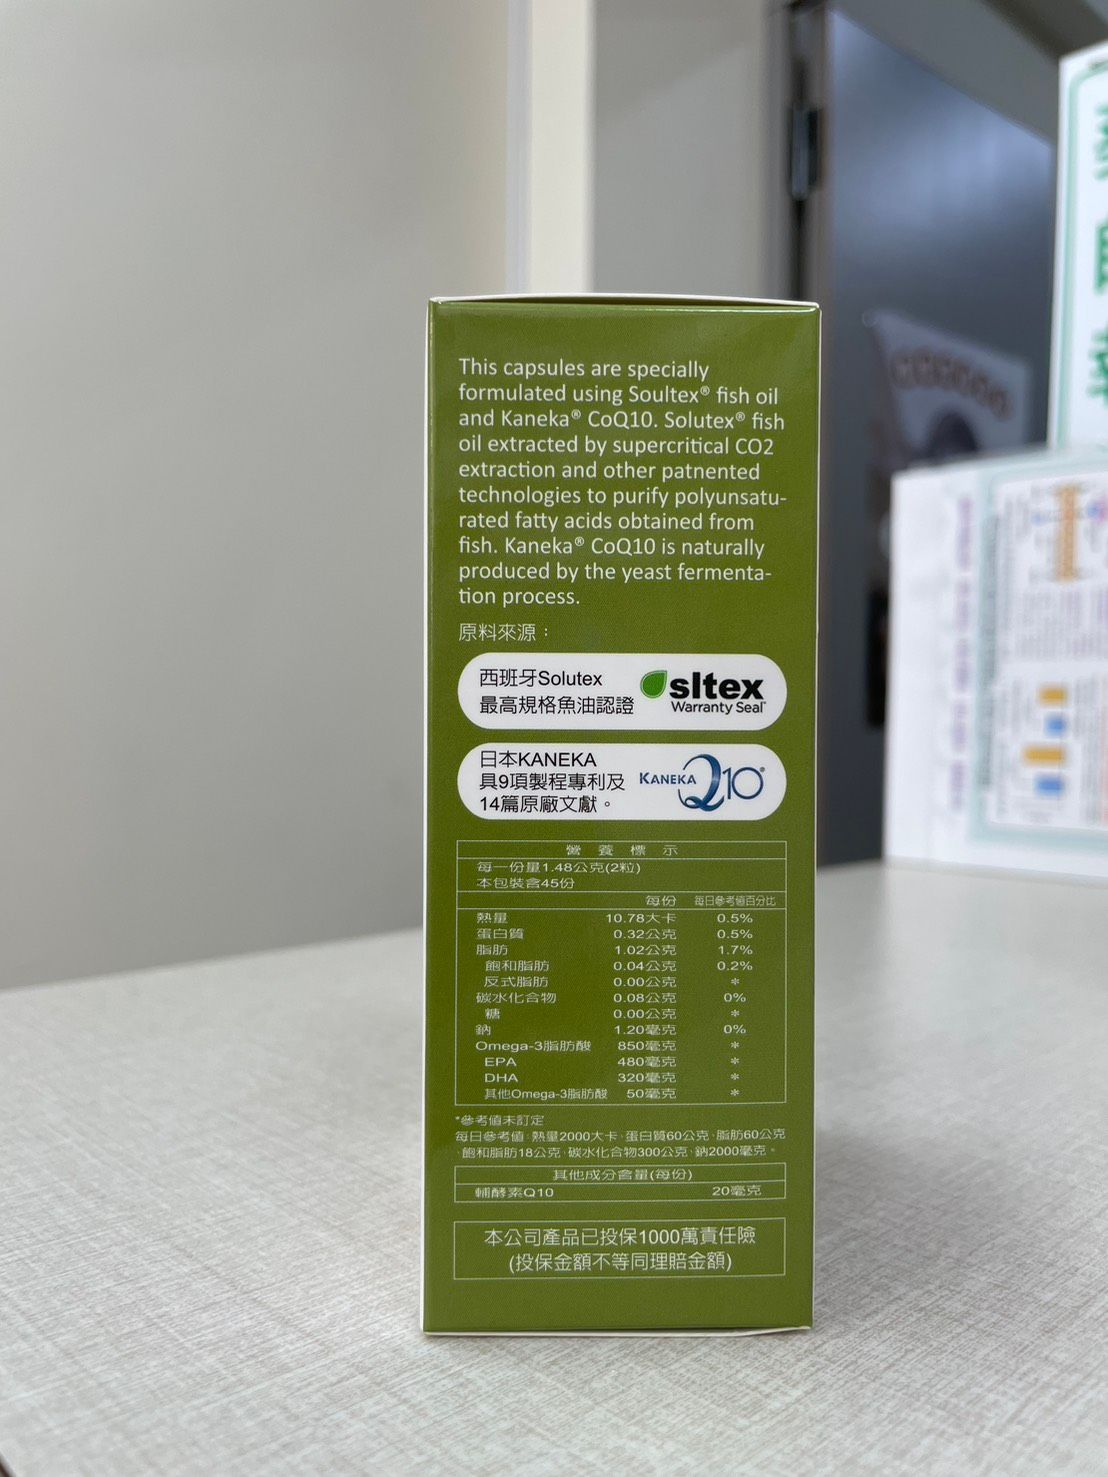 This capsules are specially
formulated using Soultex® fish oil
and Kaneka® CoQ10. Solutex® fish
oil extracted by supercritical CO2
extraction and other patnented
technologies to purify polyunsatu-
rated fatty acids obtained from
fish. Kaneka® CoQ10 is naturally
produced by the yeast fermenta-
tion process.
原料來源：
西班牙Solutex
最高規格魚油認證
sltex
Warranty Seal
日本KANEKA
具9項製程專利及
14篇原廠文獻。
KANEKA Q10®
營養標示
每一份量1.48公克(2粒)
本包裝含45份
每份 每日參考值百分比
熱量 10.78大卡 0.5%
蛋白質 0.32公克 0.5%
脂肪 1.02公克 1.7%
飽和脂肪 0.04公克 0.2%
反式脂肪 0.00公克 *
碳水化合物 0.08公克 0%
糖 0.00公克 *
鈉 1.20毫克 0%
Omega-3脂肪酸 850毫克 *
EPA 480毫克 *
DHA 320毫克 *
其他Omega-3脂肪酸 50毫克 *
*參考值未訂定
每日參考值:熱量2000大卡、蛋白質60公克、脂肪60公克
、飽和脂肪18公克、碳水化合物300公克、鈉2000毫克。
其他成分含量(每份)
輔酵素Q10 20毫克
本公司產品已投保1000萬責任險
(投保金額不等同理賠金額)